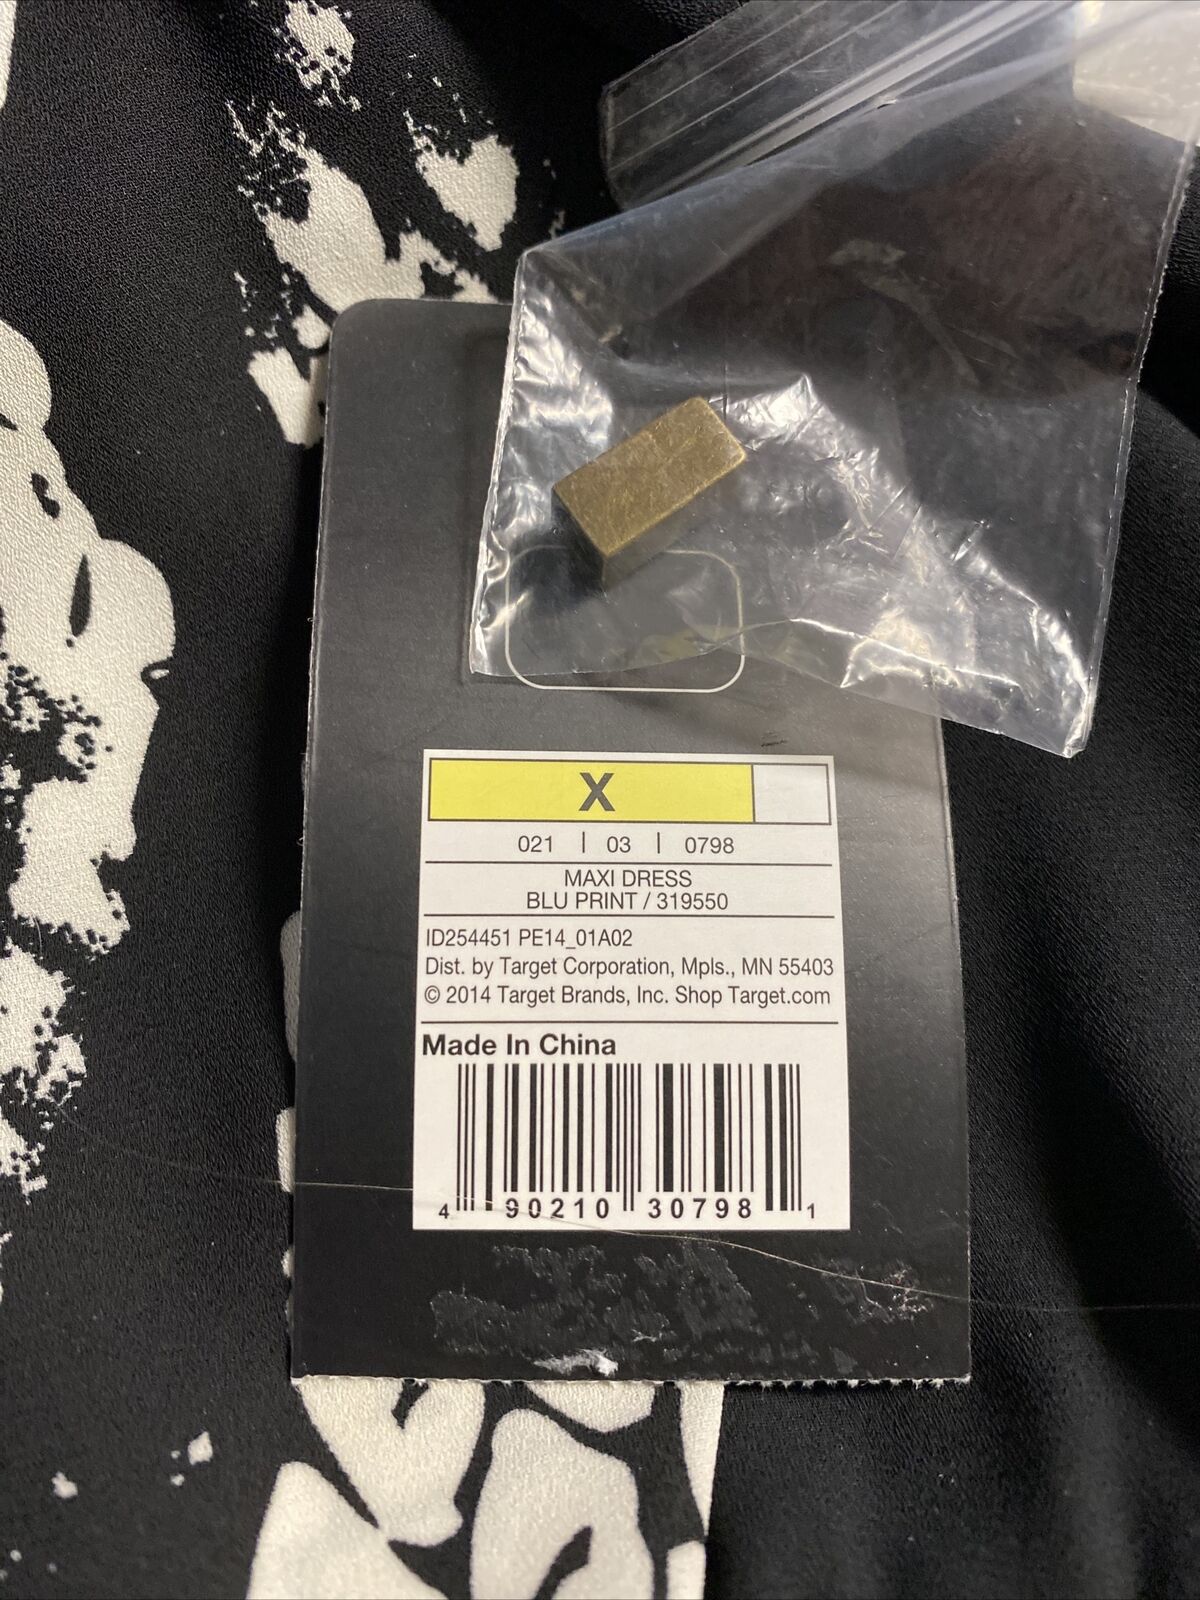 X
021 | 03 | 0798
MAXI DRESS
BLU PRINT / 319550
ID254451 PE14_01A02
Dist. by Target Corporation, Mpls., MN 55403
© 2014 Target Brands, Inc. Shop Target.com
Made In China
4 90210 30798 1